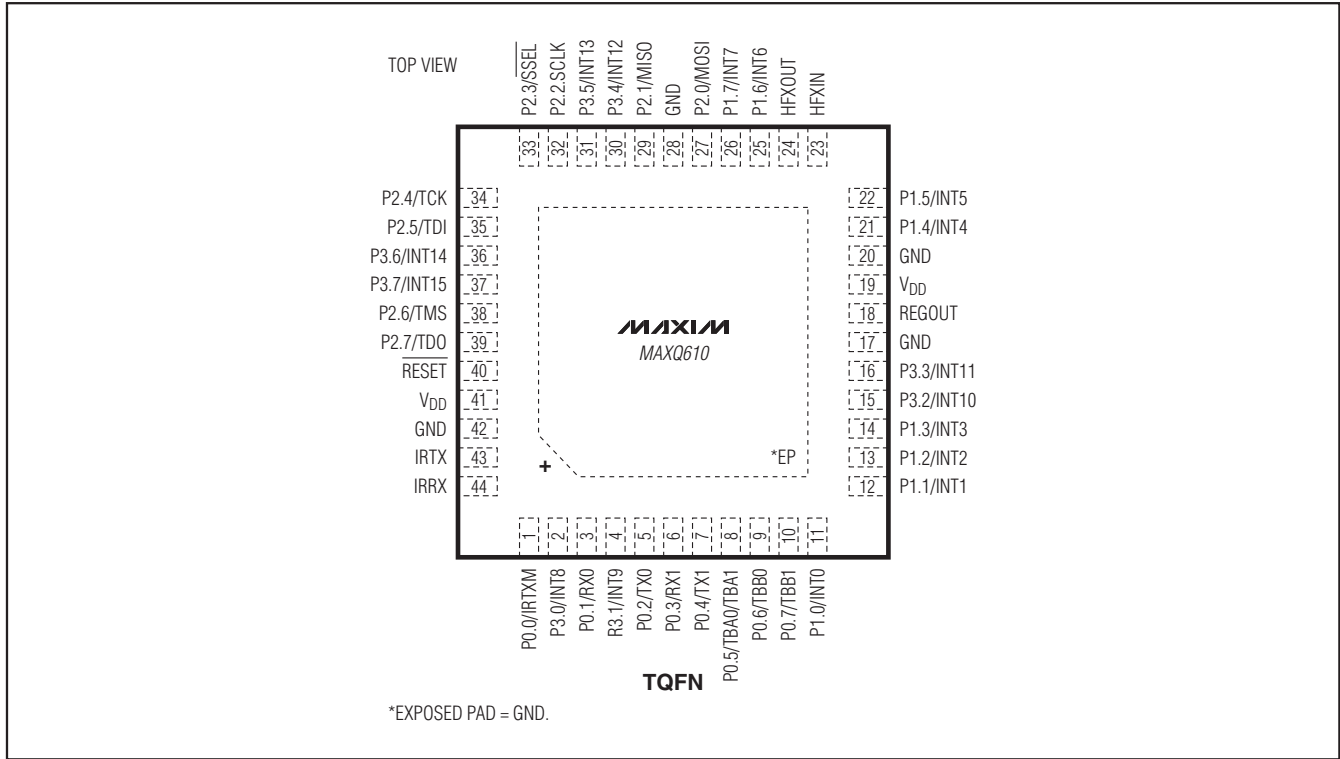 TOP VIEW
P2.3/SSEL
P2.2.SCLK
P3.5/INT13
P3.4/INT12
P2.1/MISO
GND
P2.0/MOSI
P1.7/INT7
P1.6/INT6
HFXOUT
HFXIN
33 32 31 30 29 28 27 26 25 24 23
P2.4/TCK 34
P2.5/TDI 35
P3.6/INT14 36
P3.7/INT15 37
P2.6/TMS 38
P2.7/TDO 39
RESET 40
VDD 41
GND 42
IRTX 43
IRRX 44
22 P1.5/INT5
21 P1.4/INT4
20 GND
19 VDD
18 REGOUT
17 GND
16 P3.3/INT11
15 P3.2/INT10
14 P1.3/INT3
13 P1.2/INT2
12 P1.1/INT1
MAXIM
MAXQ610
*EP
+
1 2 3 4 5 6 7 8 9 10 11
P0.0/IRTXM
P3.0/INT8
P0.1/RX0
R3.1/INT9
P0.2/TX0
P0.3/RX1
P0.4/TX1
P0.5/TBA0/TBA1
P0.6/TBB0
P0.7/TBB1
P1.0/INT0
TQFN
*EXPOSED PAD = GND.